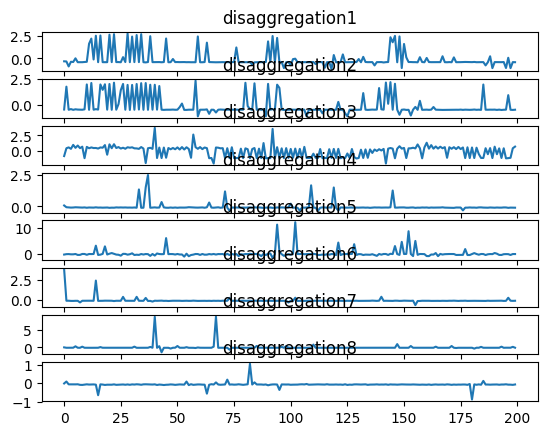 disaggregation1
2.5
0.0
disaggregation2
2.5
0.0
disaggregation3
2.5
0.0
disaggregation4
2.5
0.0
disaggregation5
10
0
disaggregation6
2.5
0.0
disaggregation7
5
0
disaggregation8
1
0
−1
0 25 50 75 100 125 150 175 200